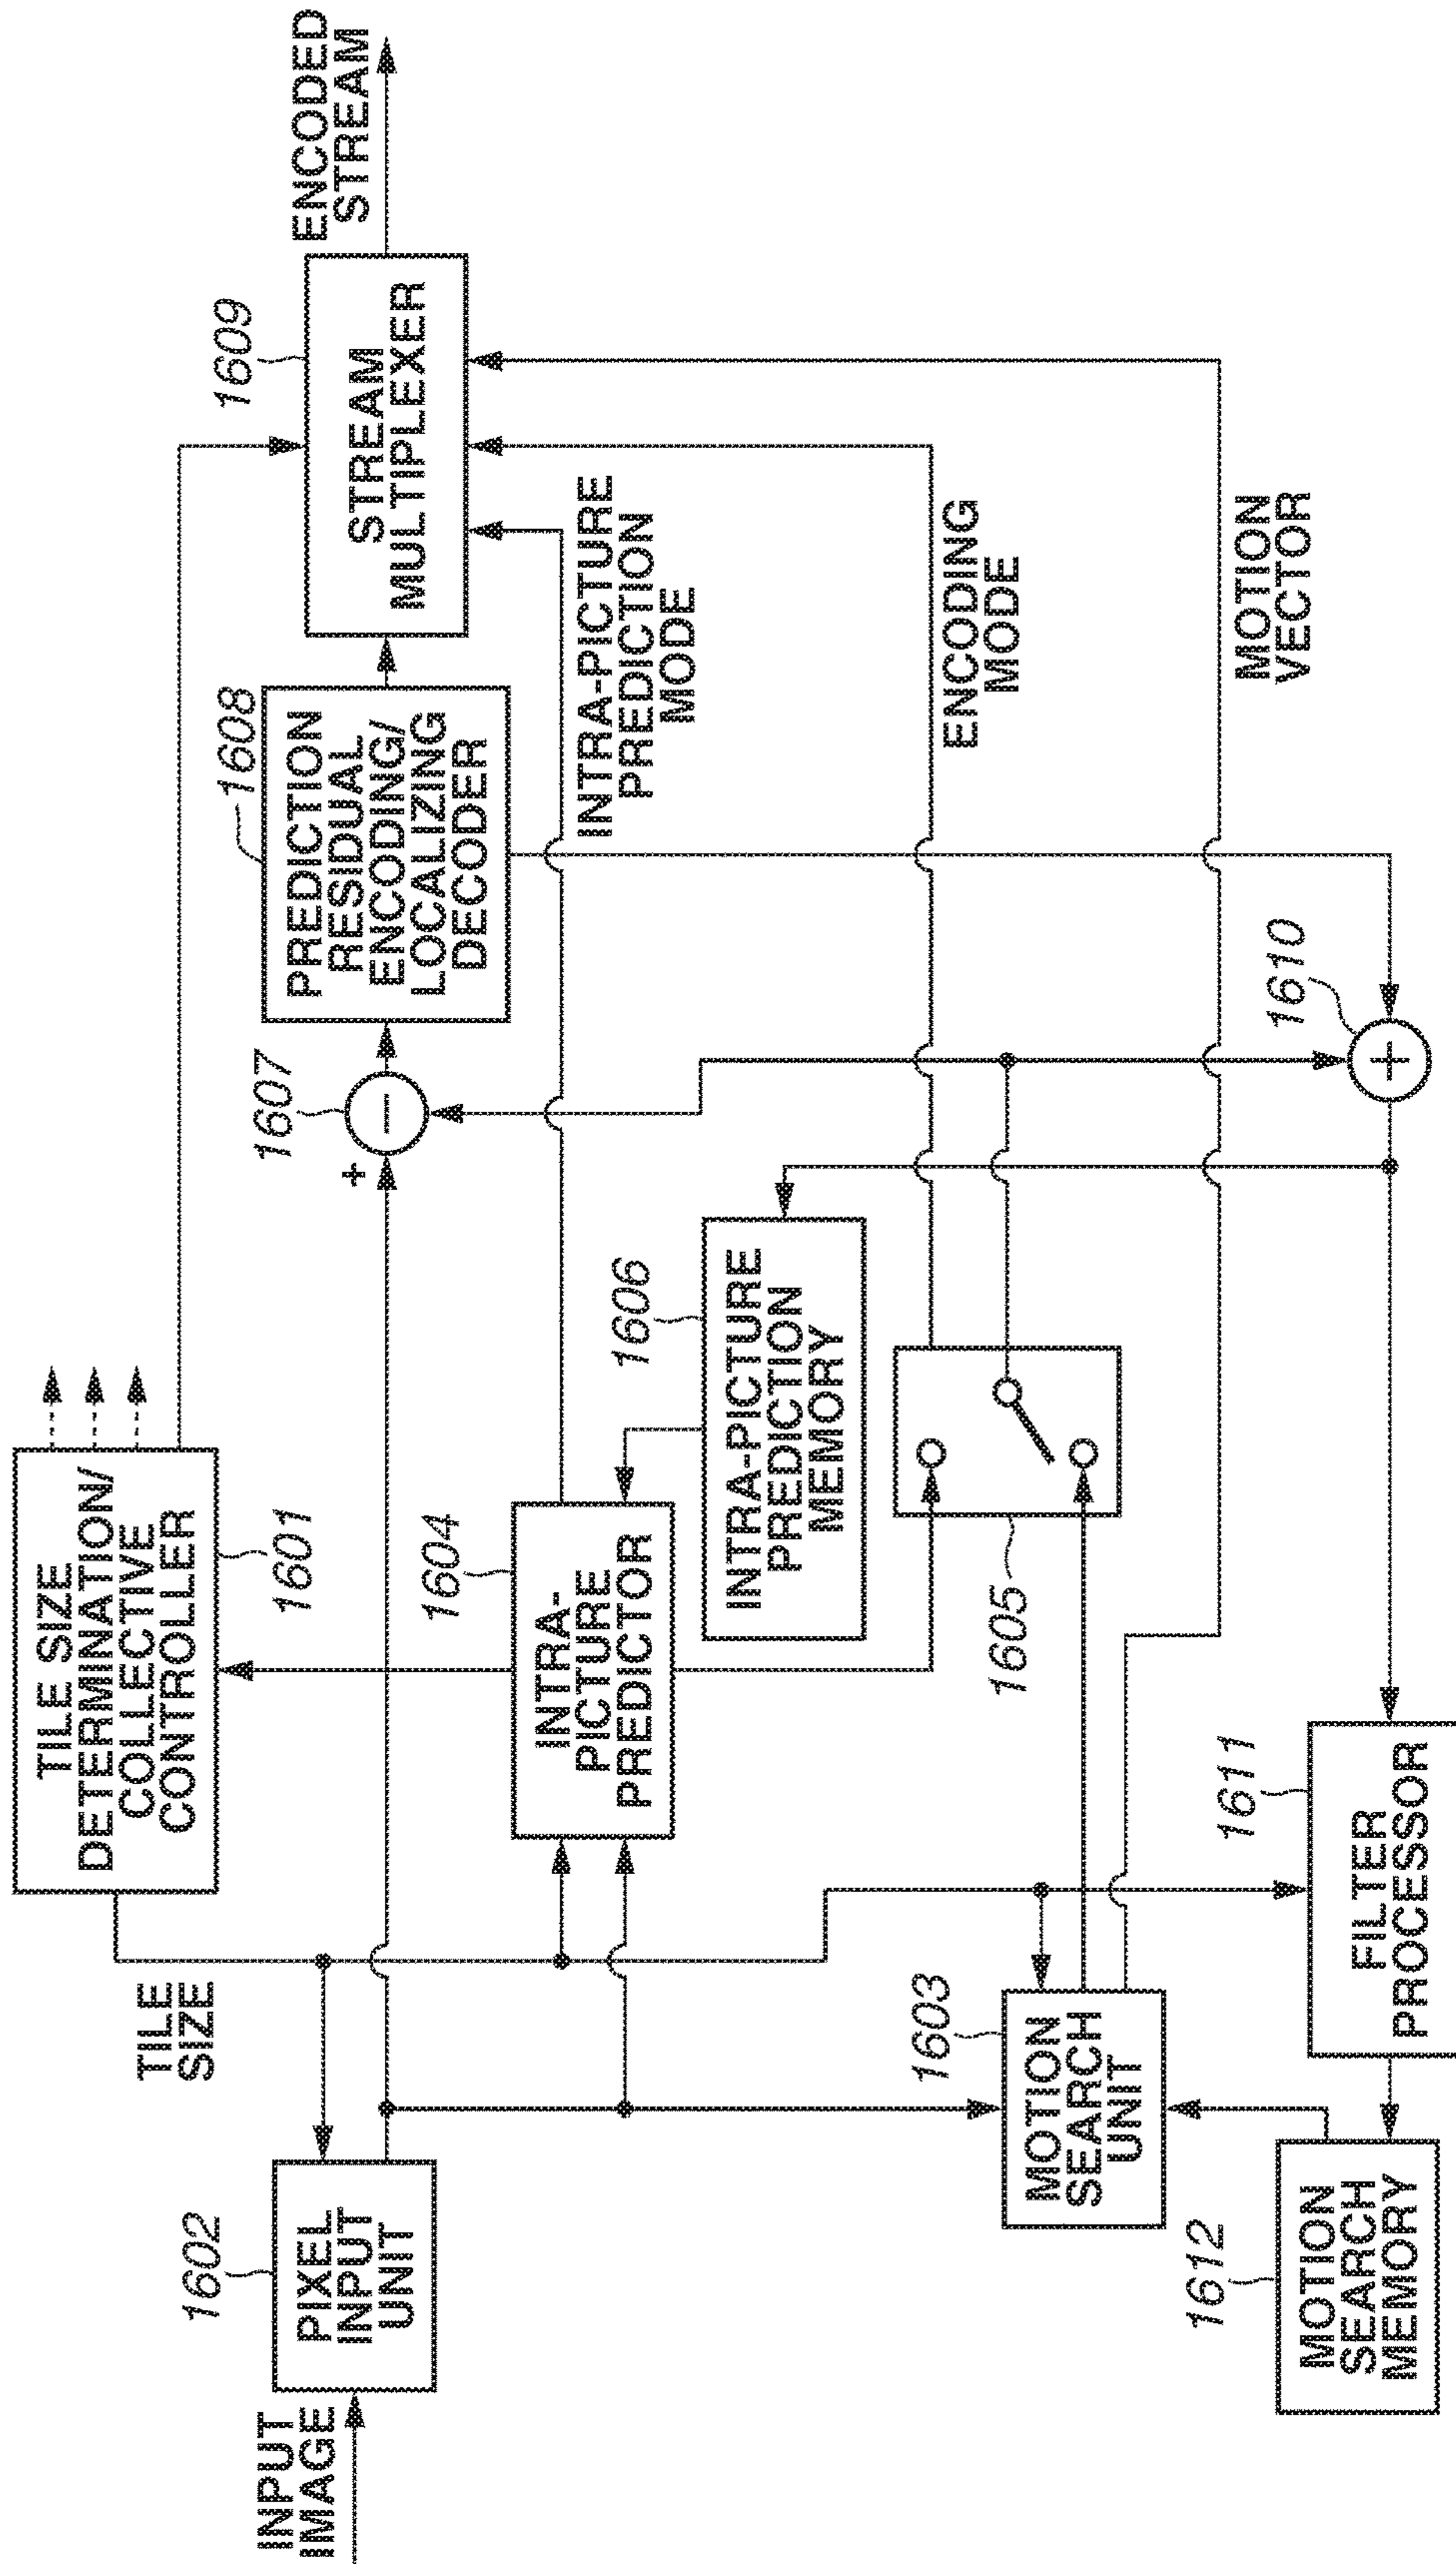 TILE SIZE
DETERMINATION/
COLLECTIVE
CONTROLLER
1601
TILE
SIZE
INPUT
IMAGE
1602
PIXEL
INPUT
UNIT
1607
+
−
1608
PREDICTION
RESIDUAL
ENCODING/
LOCALIZING
DECODER
1609
STREAM
MULTIPLEXER
ENCODED
STREAM
1604
INTRA-
PICTURE
PREDICTOR
INTRA-PICTURE
PREDICTION
MODE
1606
INTRA-PICTURE
PREDICTION
MEMORY
1605
ENCODING
MODE
1603
MOTION
SEARCH
UNIT
MOTION
VECTOR
1612
MOTION
SEARCH
MEMORY
1611
FILTER
PROCESSOR
1610
+